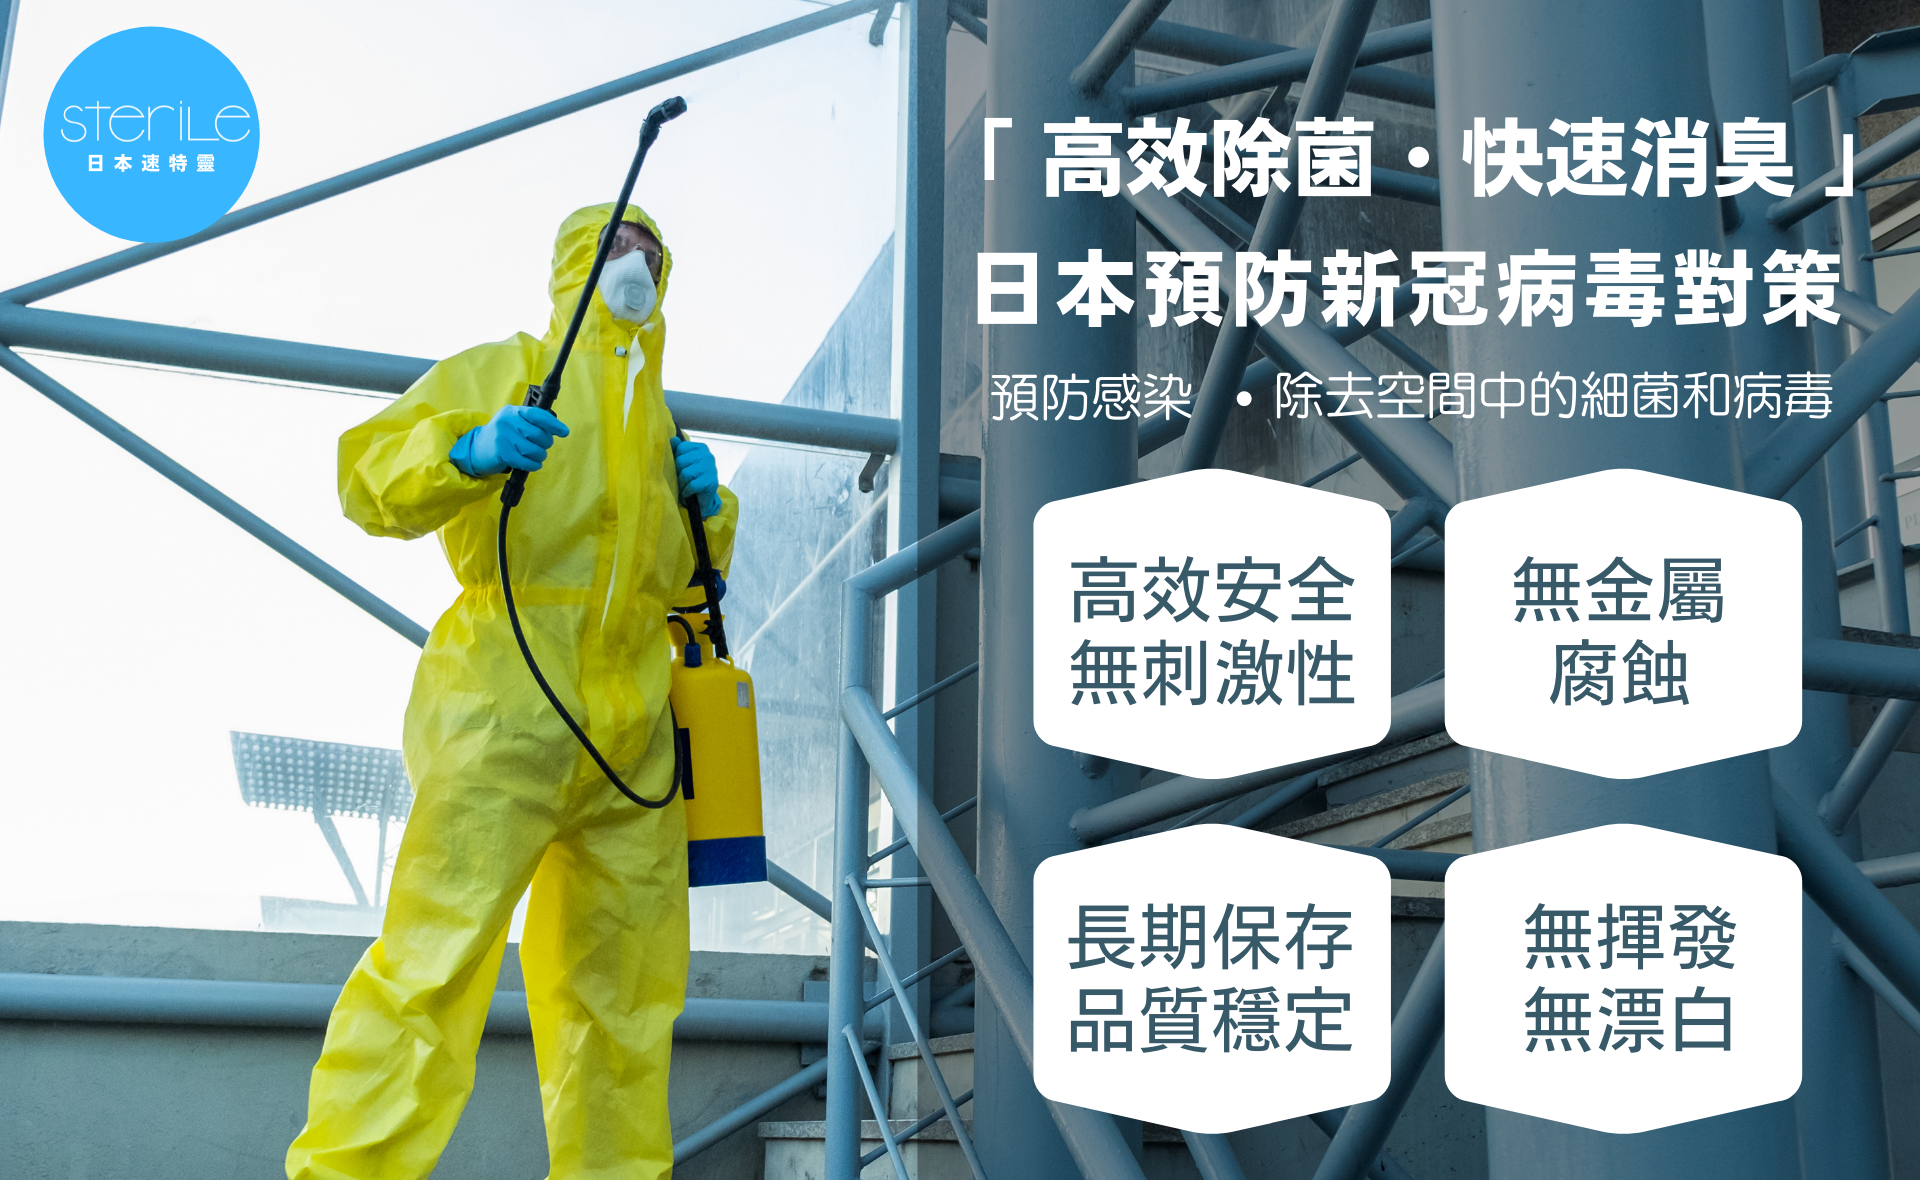 sterile
日本速特靈
「 高效除菌・快速消臭 」
日本預防新冠病毒對策
預防感染 •除去空間中的細菌和病毒
高效安全
無刺激性
無金屬
腐蝕
長期保存
品質穩定
無揮發
無漂白